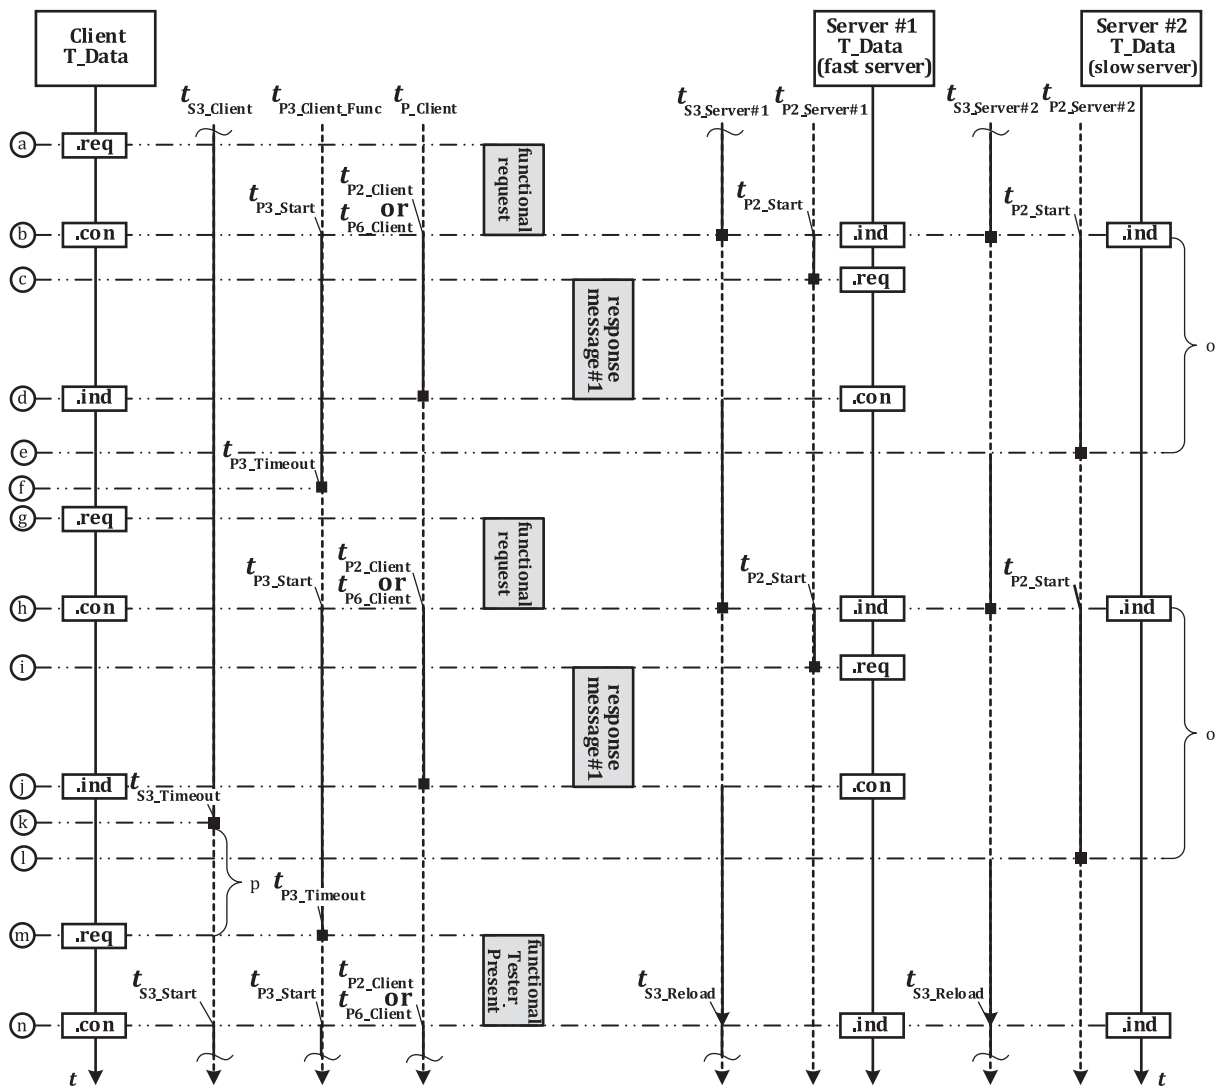 Client
T_Data
Server #1
T_Data
(fast server)
Server #2
T_Data
(slow server)
tS3_Client
tP3_Client_Func
tP_Client
tS3_Server#1
tP2_Server#1
tS3_Server#2
tP2_Server#2
a
.req
functional
request
tP3_Start
tP2_Client
or
tP6_Client
tP2_Start
tP2_Start
b
.con
.ind
.ind
c
.req
response
message#1
o
d
.ind
.con
e
tP3_Timeout
f
g
.req
functional
request
tP3_Start
tP2_Client
or
tP6_Client
tP2_Start
tP2_Start
h
.con
.ind
.ind
i
.req
response
message#1
o
j
.ind
.con
tS3_Timeout
k
l
p
tP3_Timeout
m
.req
functional
Tester
Present
tS3_Start
tP3_Start
tP2_Client
or
tP6_Client
tS3_Reload
tS3_Reload
n
.con
.ind
.ind
t
t